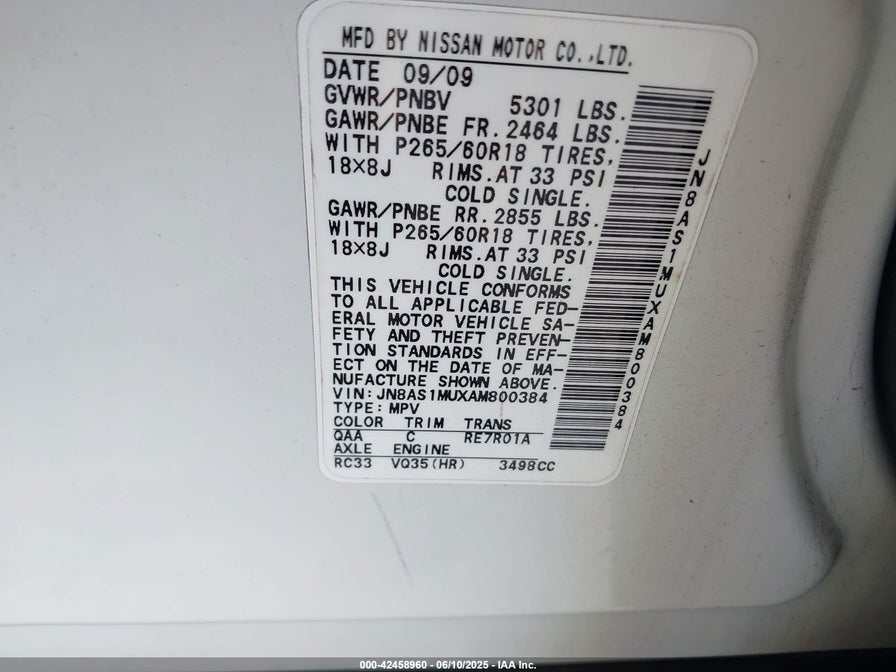 MFD BY NISSAN MOTOR CO.,LTD.
DATE 09/09
GVWR/PNBV 5301 LBS.
GAWR/PNBE FR. 2464 LBS.
WITH P265/60R18 TIRES,
18×8J RIMS.AT 33 PSI
COLD SINGLE.
GAWR/PNBE RR. 2855 LBS.
WITH P265/60R18 TIRES,
18×8J RIMS.AT 33 PSI
COLD SINGLE.
THIS VEHICLE CONFORMS
TO ALL APPLICABLE FED-
ERAL MOTOR VEHICLE SA-
FETY AND THEFT PREVEN-
TION STANDARDS IN EFF-
ECT ON THE DATE OF MA-
NUFACTURE SHOWN ABOVE.
VIN: JN8AS1MUXAM800384
TYPE: MPV
COLOR TRIM TRANS
QAA C RE7R01A
AXLE ENGINE
RC33 VQ35(HR) 3498CC
JN8AS1MUXAM800384
000-42458960 - 06/10/2025 - IAA Inc.